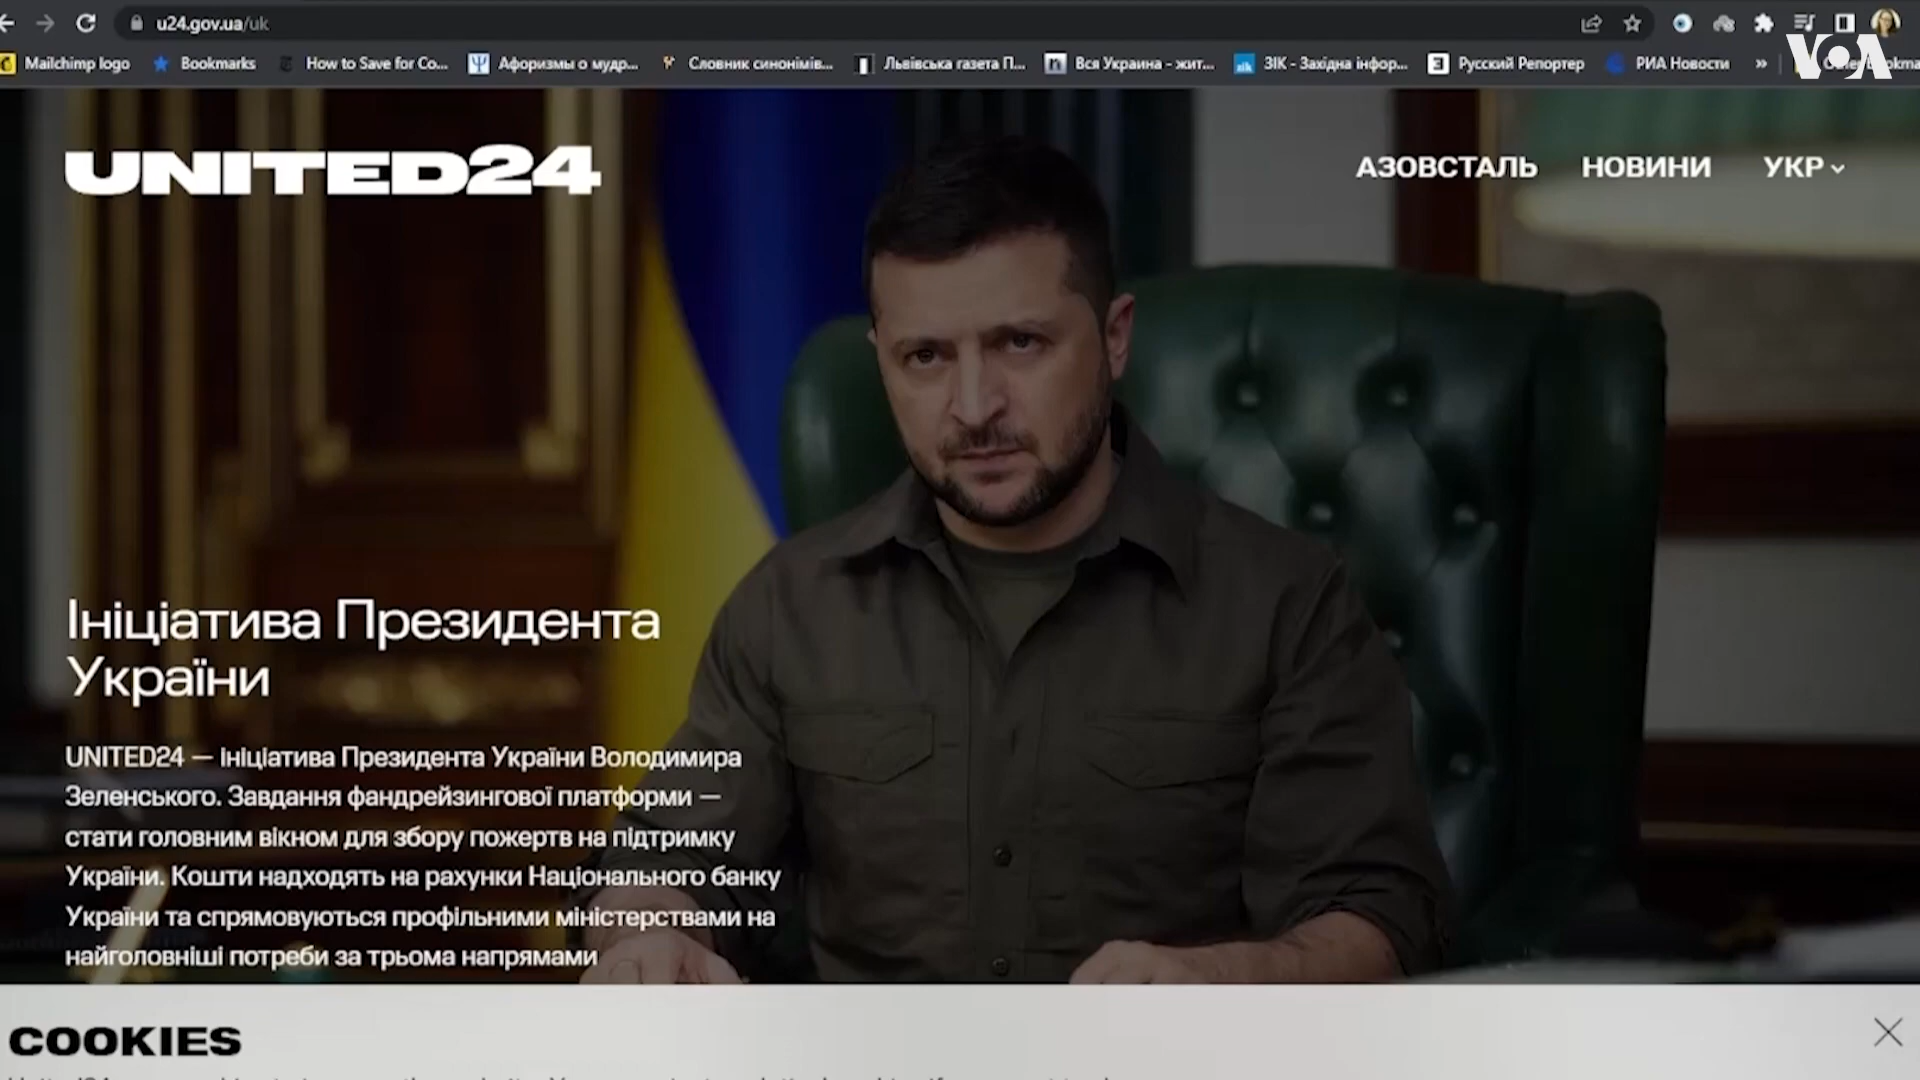 u24.gov.ua/uk
Mailchimp logo Bookmarks How to Save for Co... Афоризмы о мудр... Словник синонімів... Львівська газета П... Вся Украина - жит... ЗІК - Західна інфор... Русский Репортер РИА Новости »
VOA
UNITED24
АЗОВСТАЛЬ НОВИНИ УКР
Ініціатива Президента
України
UNITED24 — ініціатива Президента України Володимира
Зеленського. Завдання фандрейзингової платформи —
стати головним вікном для збору пожертв на підтримку
України. Кошти надходять на рахунки Національного банку
України та спрямовуються профільними міністерствами на
найголовніші потреби за трьома напрямами
COOKIES